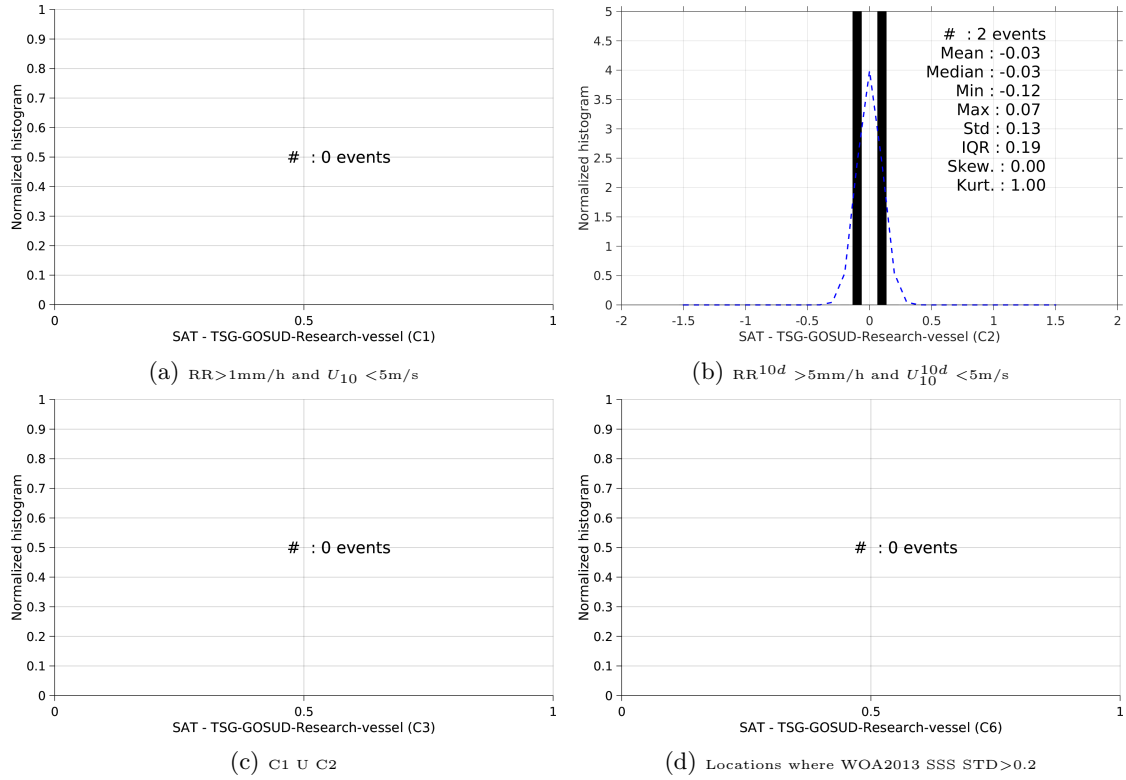 1
0.9
0.8
0.7
0.6
0.5
0.4
0.3
0.2
0.1
0
Normalized histogram
# : 0 events
0 0.5 1
SAT - TSG-GOSUD-Research-vessel (C1)
(a) RR>1mm/h and U10 <5m/s
5
4.5
4
3.5
3
2.5
2
1.5
1
0.5
0
Normalized histogram
# : 2 events
Mean : -0.03
Median : -0.03
Min : -0.12
Max : 0.07
Std : 0.13
IQR : 0.19
Skew. : 0.00
Kurt. : 1.00
-2 -1.5 -1 -0.5 0 0.5 1 1.5 2
SAT - TSG-GOSUD-Research-vessel (C2)
(b) RR^10d >5mm/h and U_10^10d <5m/s
1
0.9
0.8
0.7
0.6
0.5
0.4
0.3
0.2
0.1
0
Normalized histogram
# : 0 events
0 0.5 1
SAT - TSG-GOSUD-Research-vessel (C3)
(c) C1 U C2
1
0.9
0.8
0.7
0.6
0.5
0.4
0.3
0.2
0.1
0
Normalized histogram
# : 0 events
0 0.5 1
SAT - TSG-GOSUD-Research-vessel (C6)
(d) Locations where WOA2013 SSS STD>0.2